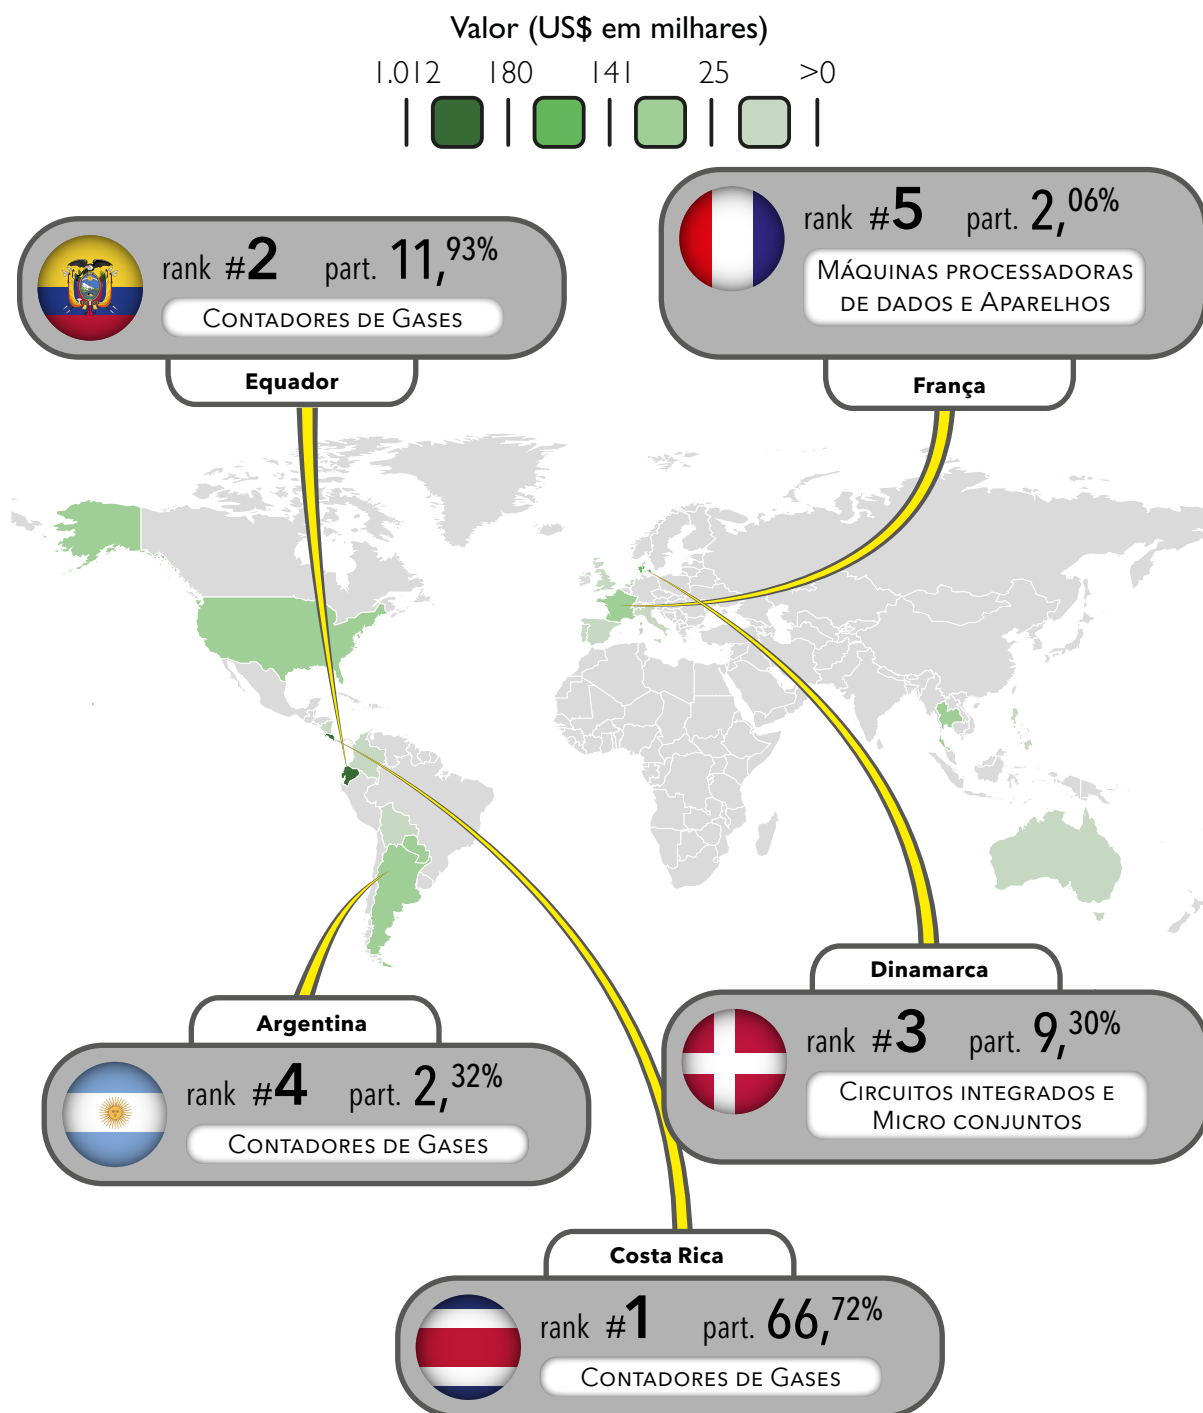 Valor (US$ em milhares)
1.012 180 141 25 >0
rank #5 part. 2,06%
MÁQUINAS PROCESSADORAS
DE DADOS E APARELHOS
França
rank #2 part. 11,93%
CONTADORES DE GASES
Equador
Dinamarca
rank #3 part. 9,30%
CIRCUITOS INTEGRADOS E
MICRO CONJUNTOS
Argentina
rank #4 part. 2,32%
CONTADORES DE GASES
Costa Rica
rank #1 part. 66,72%
CONTADORES DE GASES